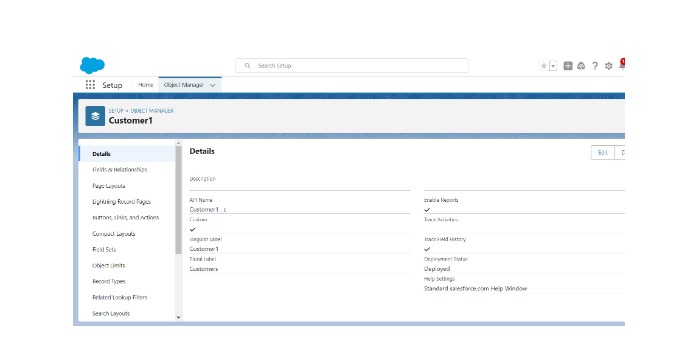 Search Setup
Setup Home Object Manager
SETUP > OBJECT MANAGER
Customer1
Details
Fields & Relationships
Page Layouts
Lightning Record Pages
Buttons, Links, and Actions
Compact Layouts
Field Sets
Object Limits
Record Types
Related Lookup Filters
Search Layouts
Details
Edit
Description
API Name
Customer1__c
Custom
Singular Label
Customer1
Plural Label
Customers
Enable Reports
Track Activities
Track Field History
Deployment Status
Deployed
Help Settings
Standard salesforce.com Help Window